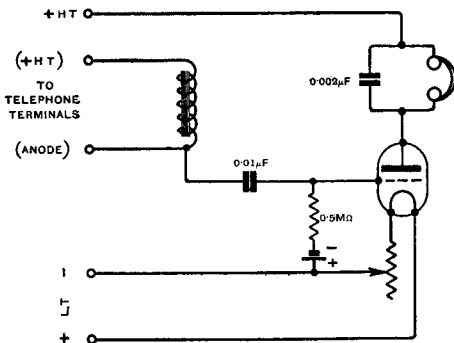 +HT
(+HT)
TO
TELEPHONE
TERMINALS
(ANODE)
0·002μF
0·01μF
0·5MΩ
-
+
-
LT
+